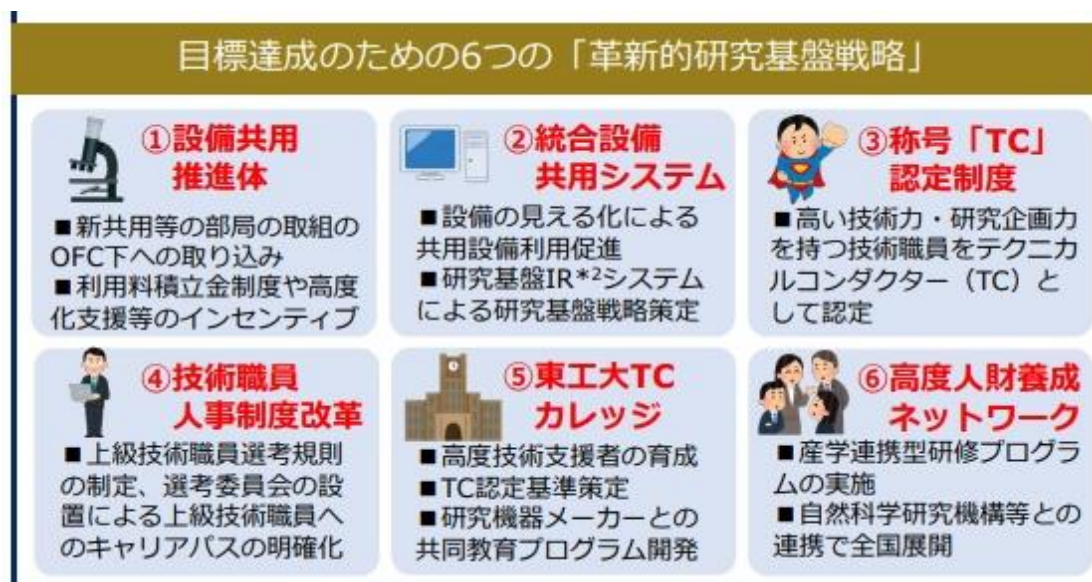 目標達成のための6つの「革新的研究基盤戦略」
①設備共用
推進体
■新共用等の部局の取組の
OFC下への取り込み
■利用料積立金制度や高度
化支援等のインセンティブ
②統合設備
共用システム
■設備の見える化による
共用設備利用促進
■研究基盤IR*2システム
による研究基盤戦略策定
③称号「TC」
認定制度
■高い技術力・研究企画力
を持つ技術職員をテクニカ
ルコンダクター（TC）と
して認定
④技術職員
人事制度改革
■上級技術職員選考規則
の制定、選考委員会の設
置による上級技術職員へ
のキャリアパスの明確化
⑤東工大TC
カレッジ
■高度技術支援者の育成
■TC認定基準策定
■研究機器メーカーとの
共同教育プログラム開発
⑥高度人財養成
ネットワーク
■産学連携型研修プログラ
ムの実施
■自然科学研究機構等との
連携で全国展開